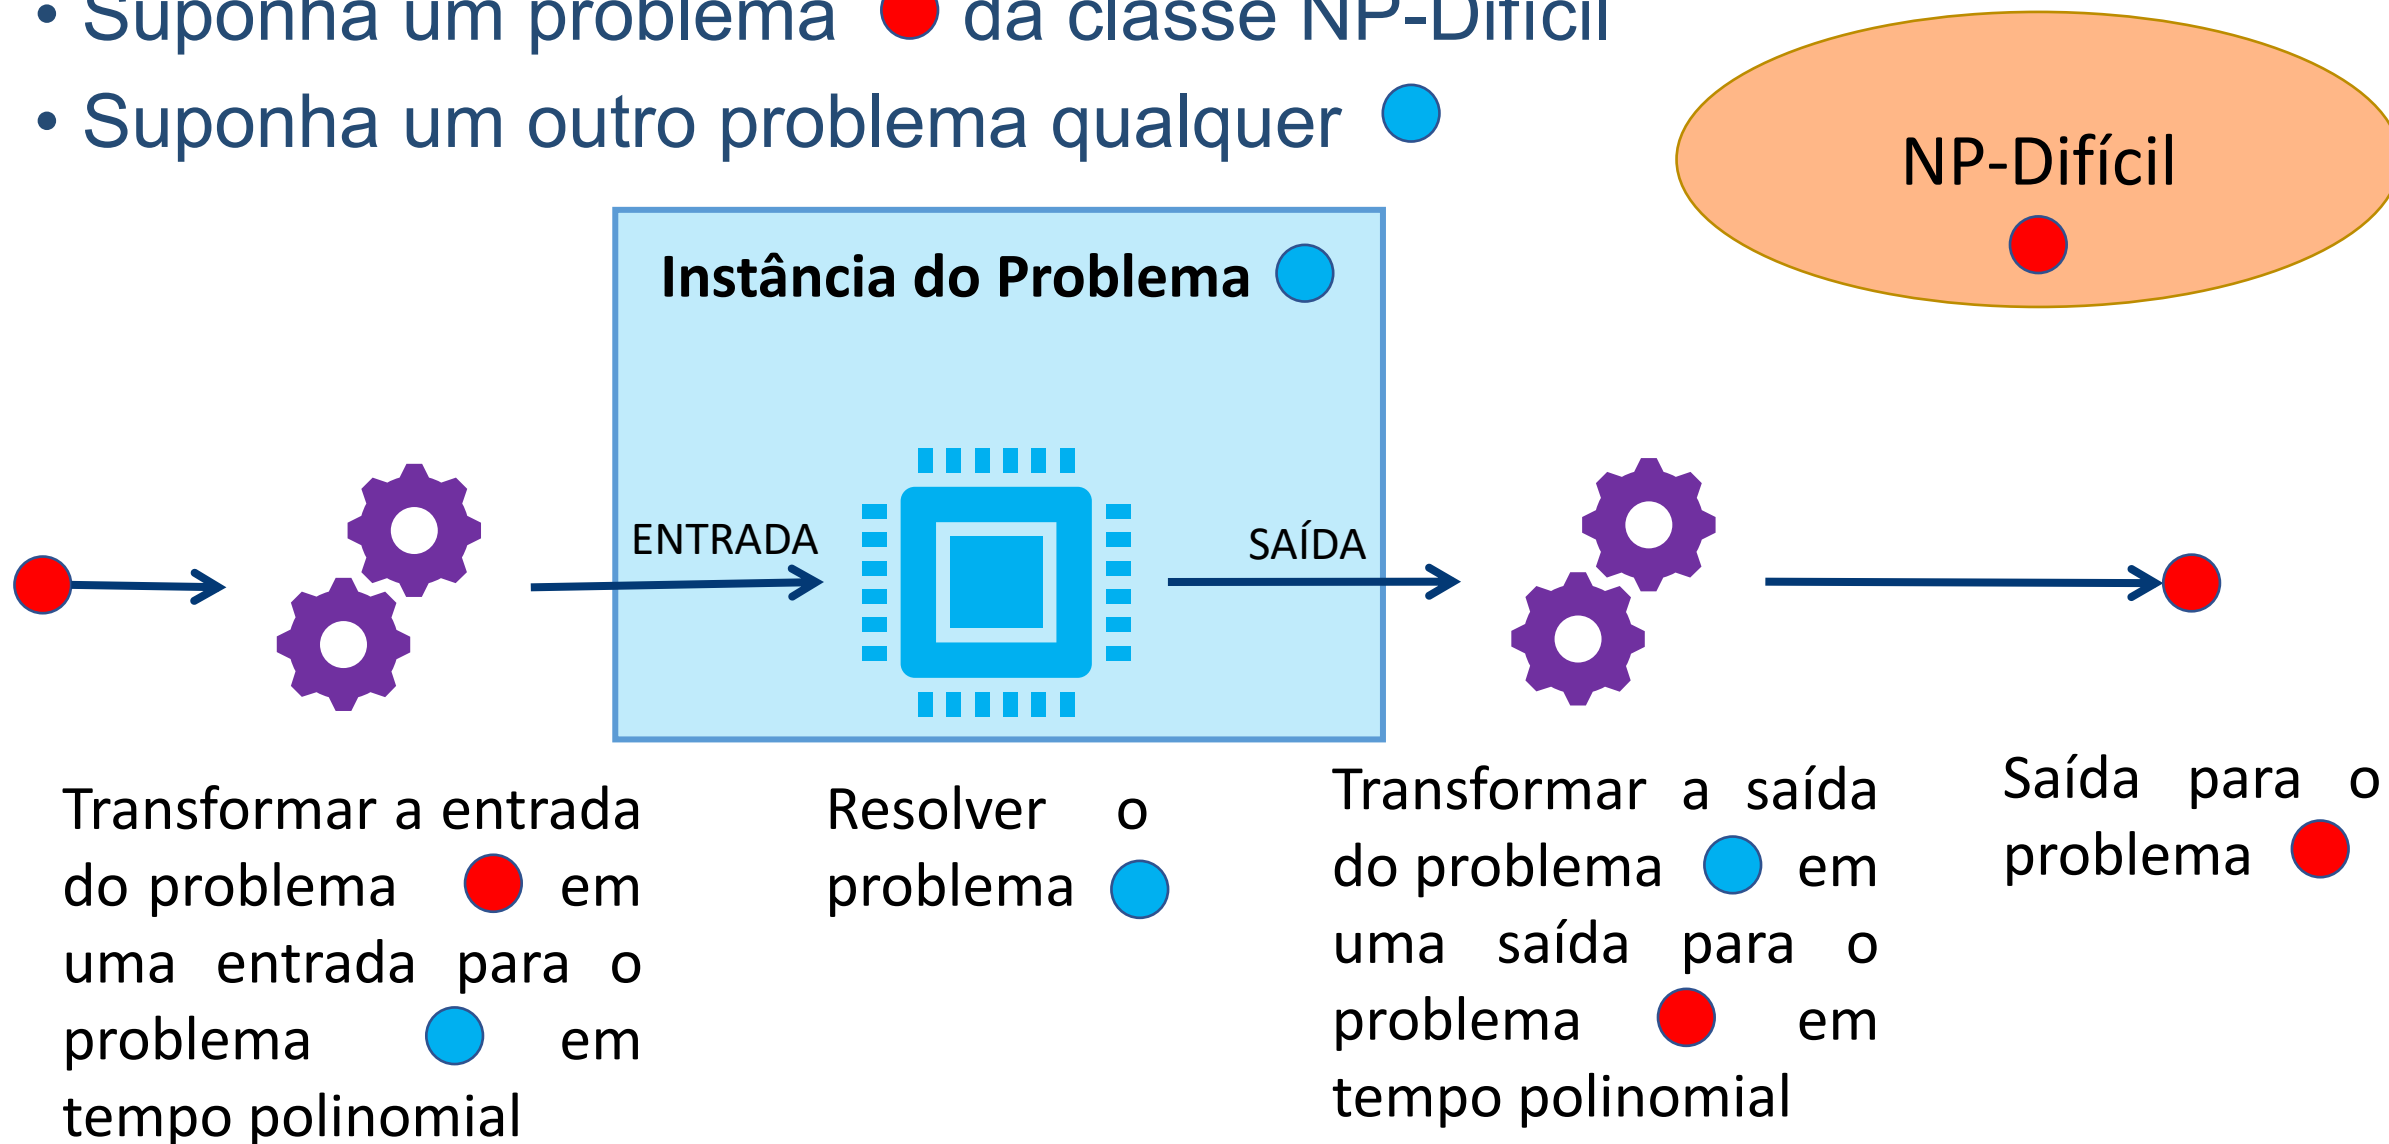 • Suponha um problema da classe NP-Difícil
• Suponha um outro problema qualquer
NP-Difícil
Instância do Problema
ENTRADA
SAÍDA
Transformar a entrada
do problema em
uma entrada para o
problema em
tempo polinomial
Resolver o
problema
Transformar a saída
do problema em
uma saída para o
problema em
tempo polinomial
Saída para o
problema